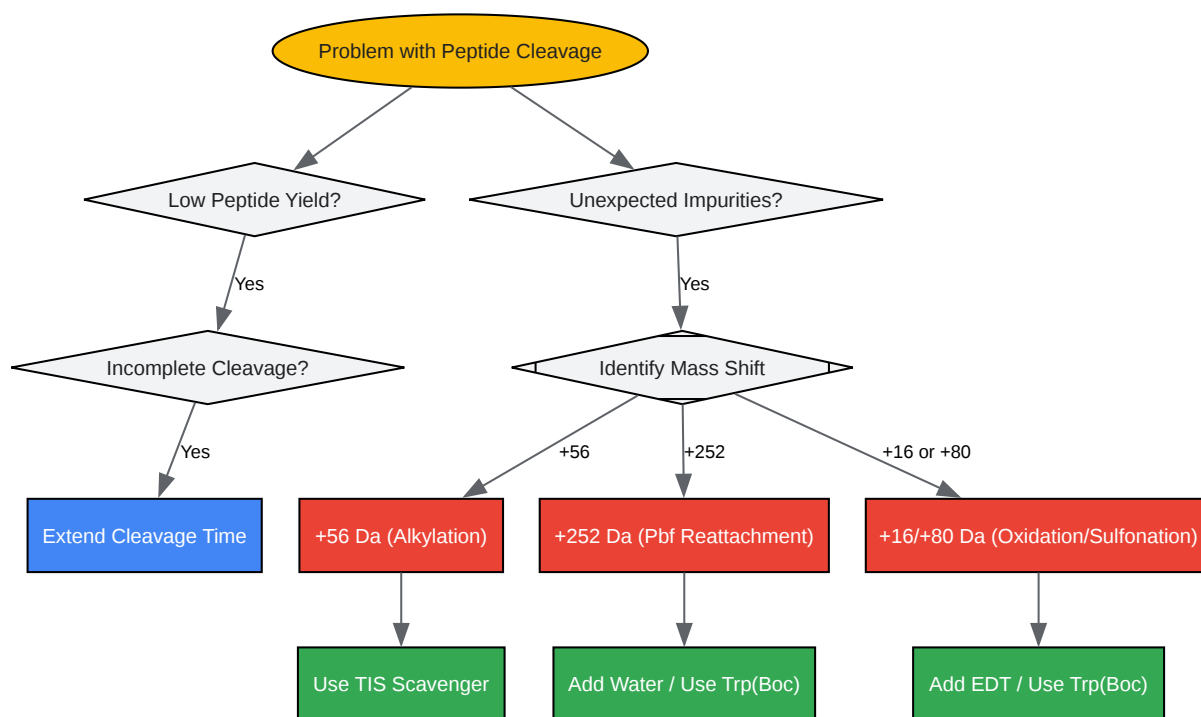 Problem with Peptide Cleavage
Low Peptide Yield?
Unexpected Impurities?
Yes
Yes
Incomplete Cleavage?
Identify Mass Shift
Yes
+56
+252
+16 or +80
Extend Cleavage Time
+56 Da (Alkylation)
+252 Da (Pbf Reattachment)
+16/+80 Da (Oxidation/Sulfonation)
Use TIS Scavenger
Add Water / Use Trp(Boc)
Add EDT / Use Trp(Boc)